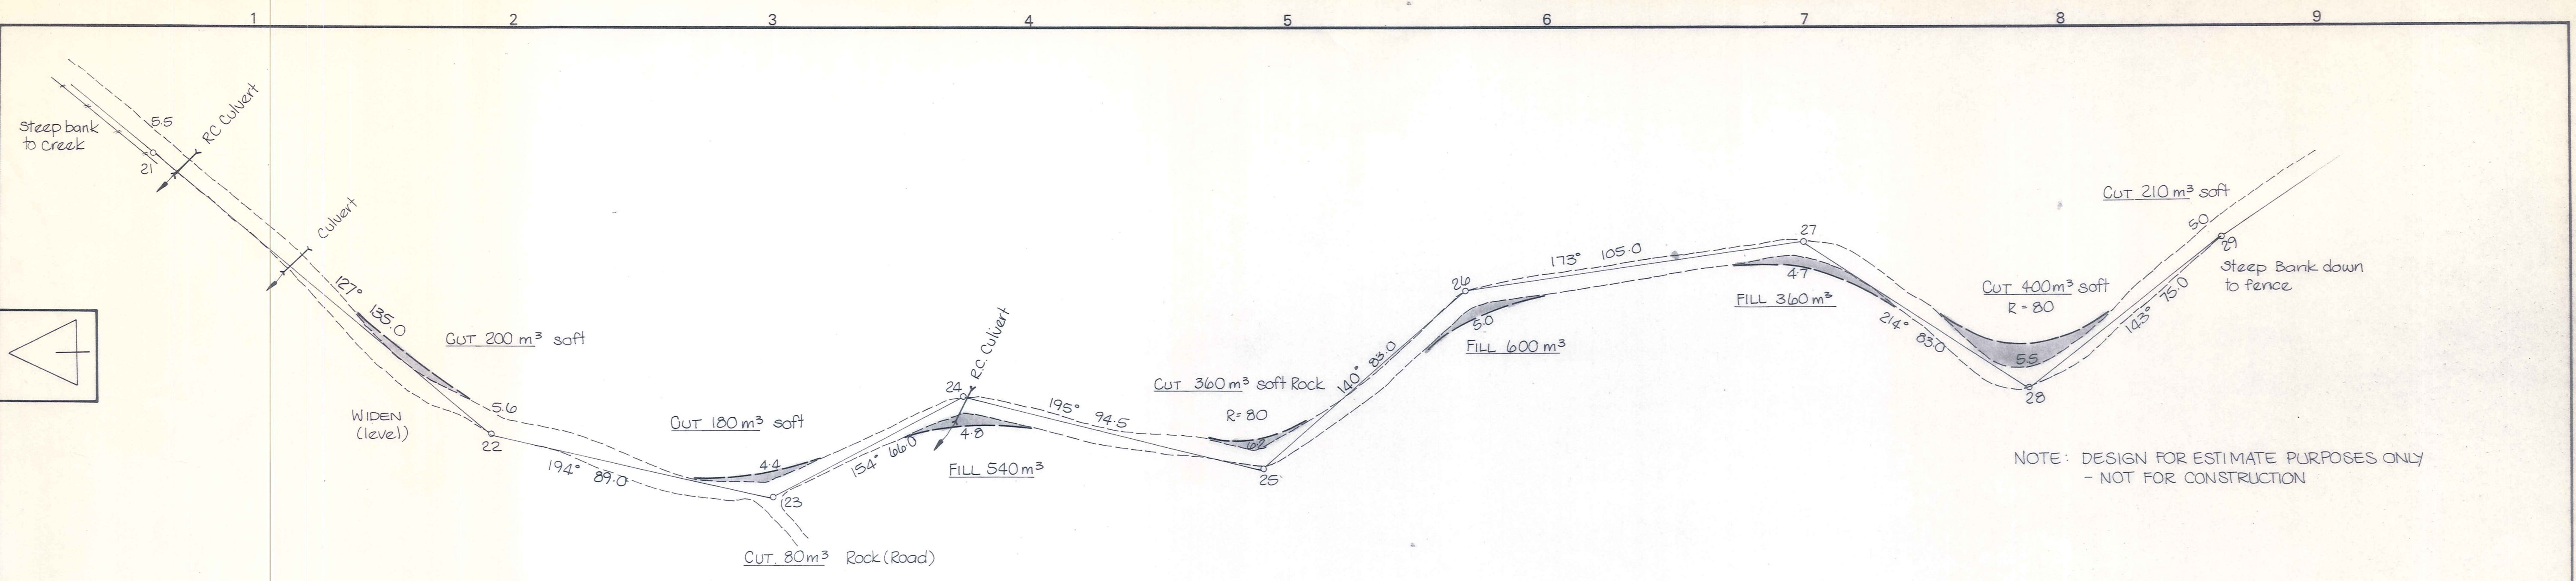 1 2 3 4 5 6 7 8 9
5.5
RC Culvert
Steep bank
to creek
21
Culvert
127°
135.0
CUT 200 m³ soft
WIDEN
(level)
5.6
22
194° 89.0
CUT 180 m³ soft
4.4
23
CUT. 80m³ Rock (Road)
154° 66.0
24
R.C. Culvert
4.8
FILL 540 m³
195° 94.5
CUT 360 m³ soft Rock
R=80
6.2
25
140° 83.0
26
5.0
FILL 600 m³
173° 105.0
27
4.7
FILL 360 m³
214° 83.0
CUT 400m³ soft
R=80
5.5
28
143° 75.0
CUT 210 m³ soft
5.0
29
Steep Bank down
to fence
NOTE: DESIGN FOR ESTIMATE PURPOSES ONLY
- NOT FOR CONSTRUCTION